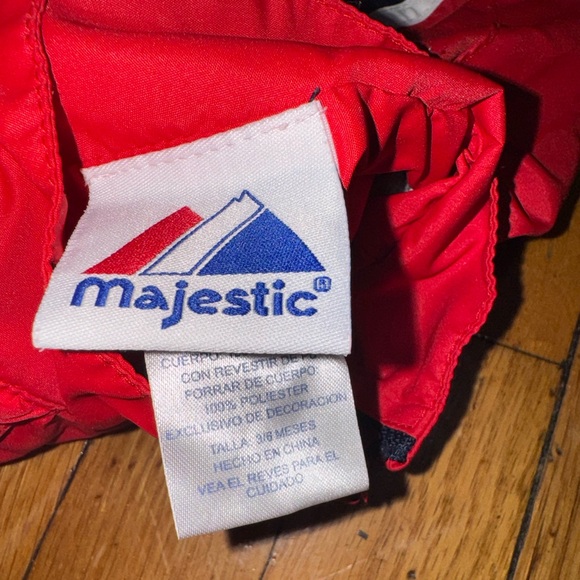 majestic®
CUERPO:
CON REVESTIR DE
FORRAR DE CUERPO:
100% POLIESTER
EXCLUSIVO DE DECORACION
TALLA: 3/6 MESES
HECHO EN CHINA
VEA EL REVES PARA EL
CUIDADO